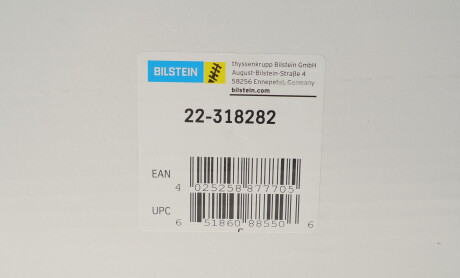 BILSTEIN
thyssenkrupp Bilstein GmbH
August-Bilstein-Straße 4
58256 Ennepetal, Germany
bilstein.com
22-318282
EAN
4 025258 877705
UPC
6 51860 88550 6